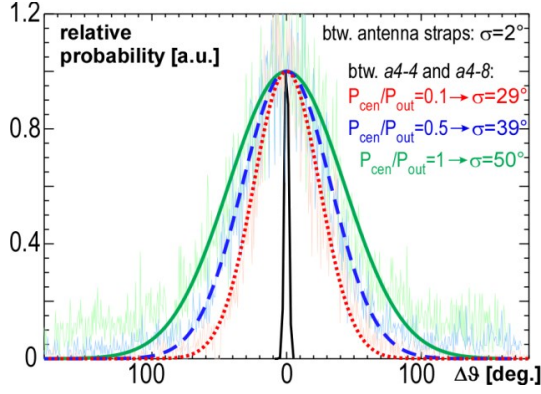 1.2
relative
probability [a.u.]
btw. antenna straps: σ=2°
btw. a4-4 and a4-8:
P_cen/P_out=0.1→σ=29°
P_cen/P_out=0.5→σ=39°
P_cen/P_out=1→σ=50°
0.8
0.4
0
100
0
100
Δϑ [deg.]